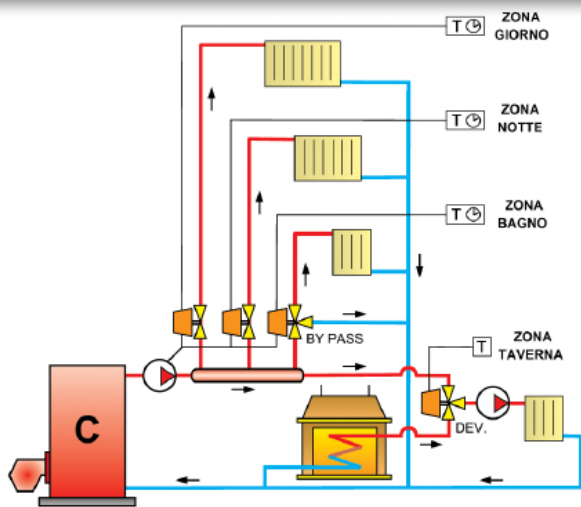 T
ZONA
GIORNO
T
ZONA
NOTTE
T
ZONA
BAGNO
BY PASS
T
ZONA
TAVERNA
DEV.
C